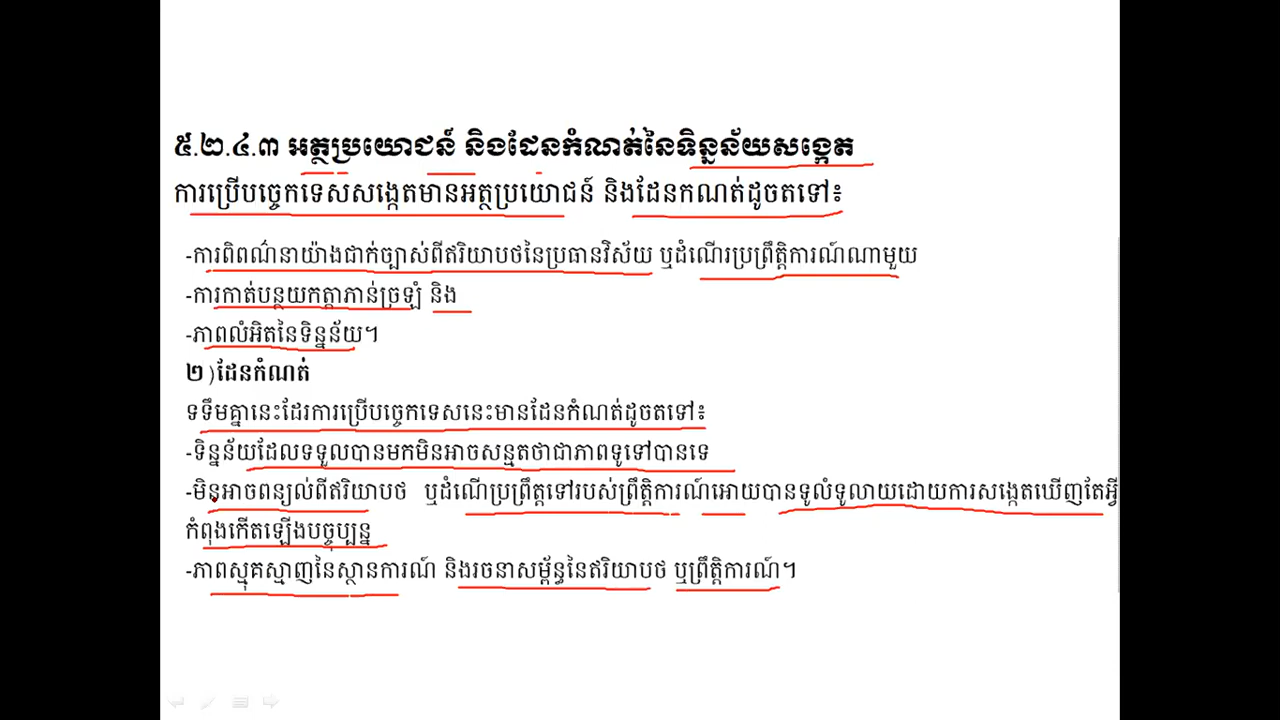 ៥.២.៤.៣ អត្ថប្រយោជន៍ និងដែនកំណត់នៃទិន្នន័យសង្កេត
ការប្រើបច្ចេកទេសសង្កេតមានអត្ថប្រយោជន៍ និងដែនកណត់ដូចតទៅ៖
-ការពិពណ៌នាយ៉ាងជាក់ច្បាស់ពីឥរិយាបថនៃប្រធានវិស័យ ឬដំណើរប្រព្រឹត្តិការណ៍ណាមួយ
-ការកាត់បន្ថយកត្តាភាន់ច្រឡំ និង
-ភាពលំអិតនៃទិន្នន័យ។
២)ដែនកំណត់
ទទឹមគ្នានេះដែរការប្រើបច្ចេកទេសនេះមានដែនកំណត់ដូចតទៅ៖
-ទិន្នន័យដែលទទួលបានមកមិនអាចសន្មតថាជាភាពទូទៅបានទេ
-មិនអាចពន្យល់ពីឥរិយាបថ ឬដំណើប្រព្រឹត្តទៅរបស់ព្រឹត្តិការណ៍អោយបានទូលំទូលាយដោយការសង្កេតឃើញតែអ្វី
កំពុងកើតឡើងបច្ចុប្បន្ន
-ភាពស្មុគស្មាញនៃស្ថានការណ៍ និងរចនាសម្ព័ន្ធនៃឥរិយាបថ ឬព្រឹត្តិការណ៍។